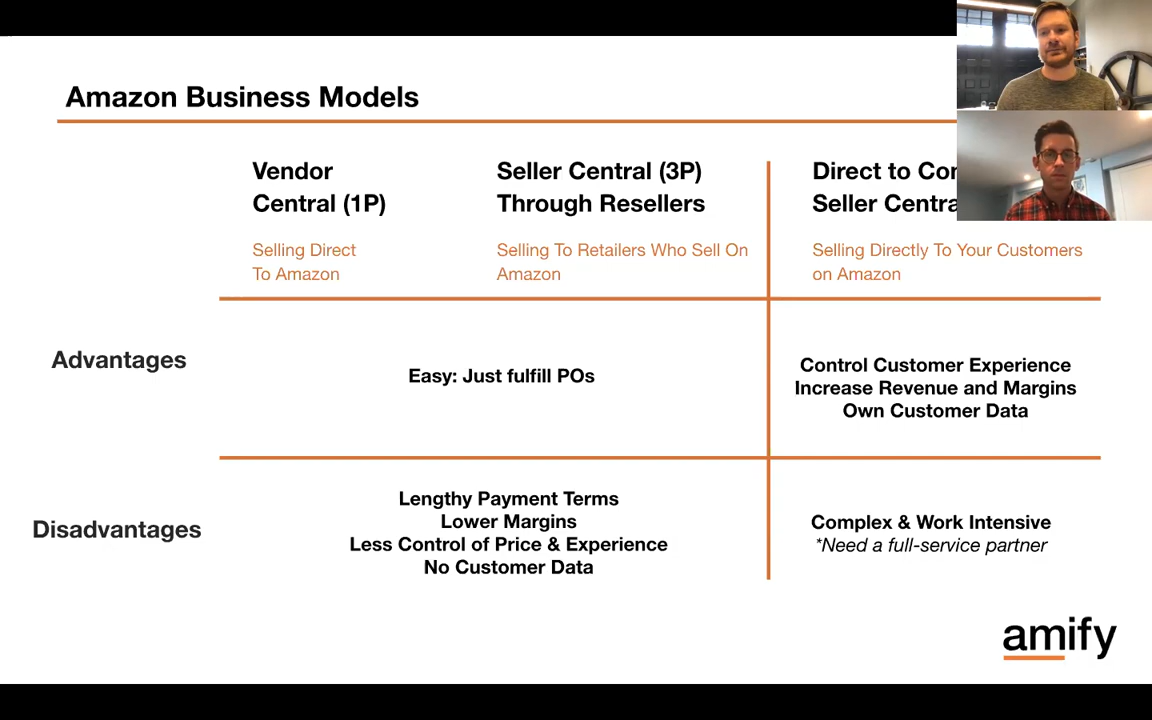 Amazon Business Models
Vendor
Central (1P)
Seller Central (3P)
Through Resellers
Direct to
Seller
Selling Direct
To Amazon
Selling To Retailers Who Sell On
Amazon
Selling Directly To Your Customers
on Amazon
Advantages
Easy: Just fulfill POs
Control Customer Experience
Increase Revenue and Margins
Own Customer Data
Disadvantages
Lengthy Payment Terms
Lower Margins
Less Control of Price & Experience
No Customer Data
Complex & Work Intensive
*Need a full-service partner
amify